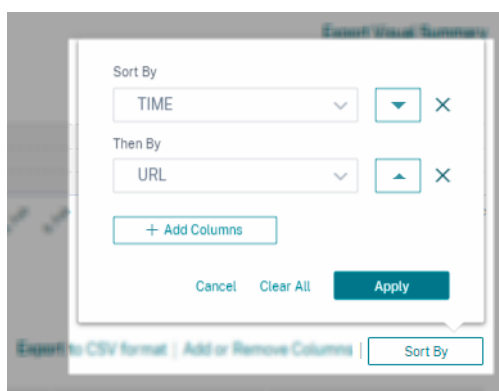 Export Visual Summary
Sort By
TIME
Then By
URL
+ Add Columns
Cancel Clear All Apply
Export to CSV format | Add or Remove Columns | Sort By